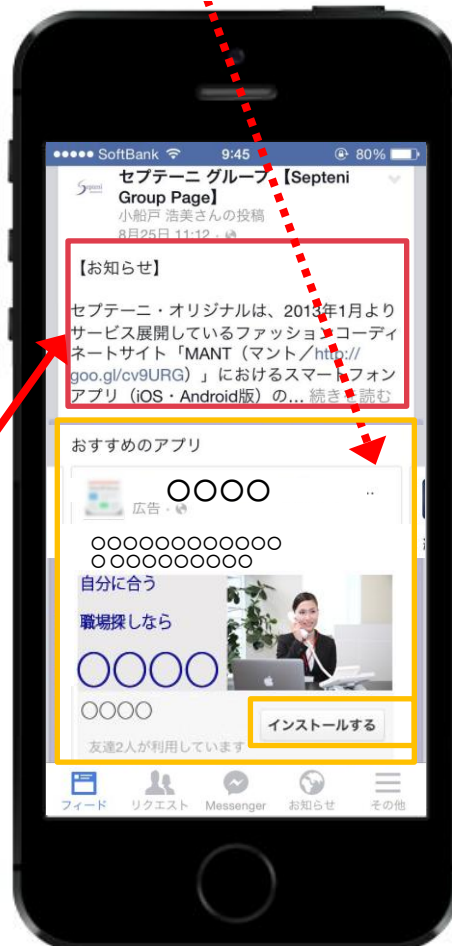 ●●●●● SoftBank 9:45 80%
Septeni
セプテーニ グループ 【Septeni
Group Page】
小船戸 浩美さんの投稿
8月25日 11:12 ·
【お知らせ】
セプテーニ・オリジナルは、2013年1月より
サービス展開しているファッションコーディ
ネートサイト「MANT（マント／http://
goo.gl/cv9URG）」におけるスマートフォン
アプリ（iOS・Android版）の... 続きを読む
おすすめのアプリ
〇〇〇〇
広告 ·
〇〇〇〇〇〇〇〇〇〇〇〇
〇〇〇〇〇〇〇〇〇〇
自分に合う
職場探しなら
〇〇〇〇
〇〇〇〇
インストールする
友達2人が利用しています
フィード リクエスト Messenger お知らせ その他